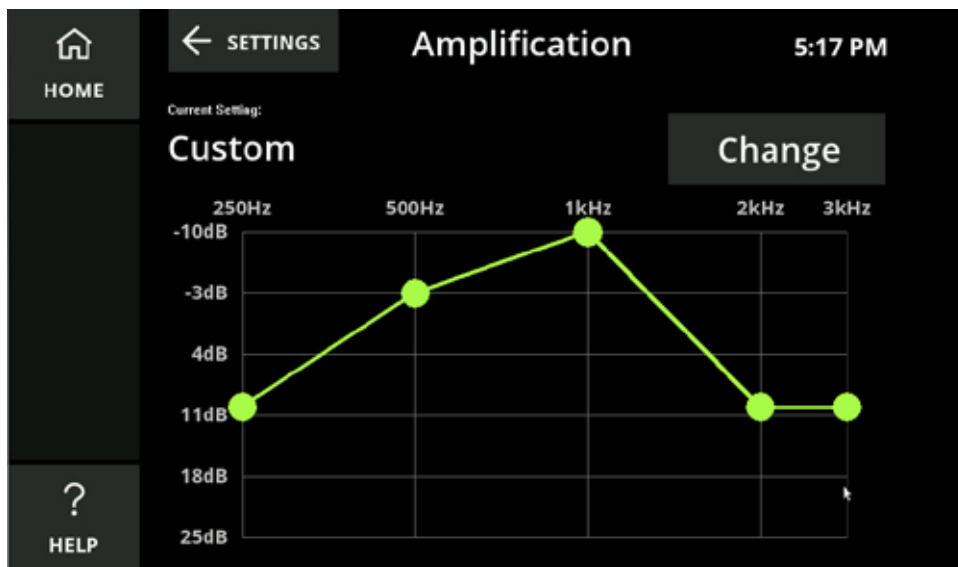 HOME
← SETTINGS
Amplification
5:17 PM
Current Setting:
Custom
Change
250Hz 500Hz 1kHz 2kHz 3kHz
-10dB
-3dB
4dB
11dB
18dB
25dB
?
HELP